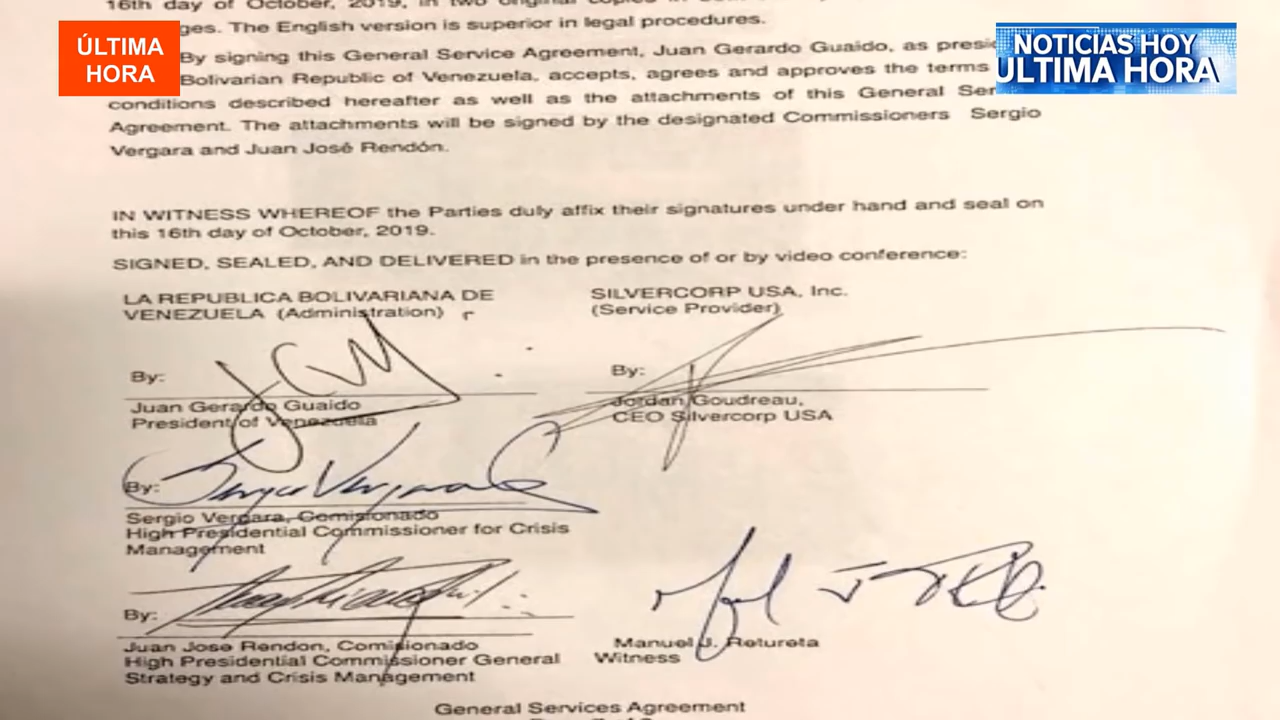 16th day of October, 2019, in two original copies in
ges. The English version is superior in legal procedures.
ÚLTIMA
HORA
NOTICIAS HOY
ULTIMA HORA
By signing this General Service Agreement, Juan Gerardo Guaido, as presi
Bolivarian Republic of Venezuela, accepts, agrees and approves the terms
conditions described hereafter as well as the attachments of this General Ser
Agreement. The attachments will be signed by the designated Commissioners Sergio
Vergara and Juan José Rendón.
IN WITNESS WHEREOF the Parties duly affix their signatures under hand and seal on
this 16th day of October, 2019.
SIGNED, SEALED, AND DELIVERED in the presence of or by video conference:
LA REPUBLICA BOLIVARIANA DE
VENEZUELA (Administration)
SILVERCORP USA, Inc.
(Service Provider)
By:
Juan Gerardo Guaido
President of Venezuela
By:
Jordan Goudreau,
CEO Silvercorp USA
By:
Sergio Vergara, Comisionado
High Presidential Commissioner for Crisis
Management
By:
Juan Jose Rendon, Comisionado
High Presidential Commissioner General
Strategy and Crisis Management
Manuel J. Retureta
Witness
General Services Agreement